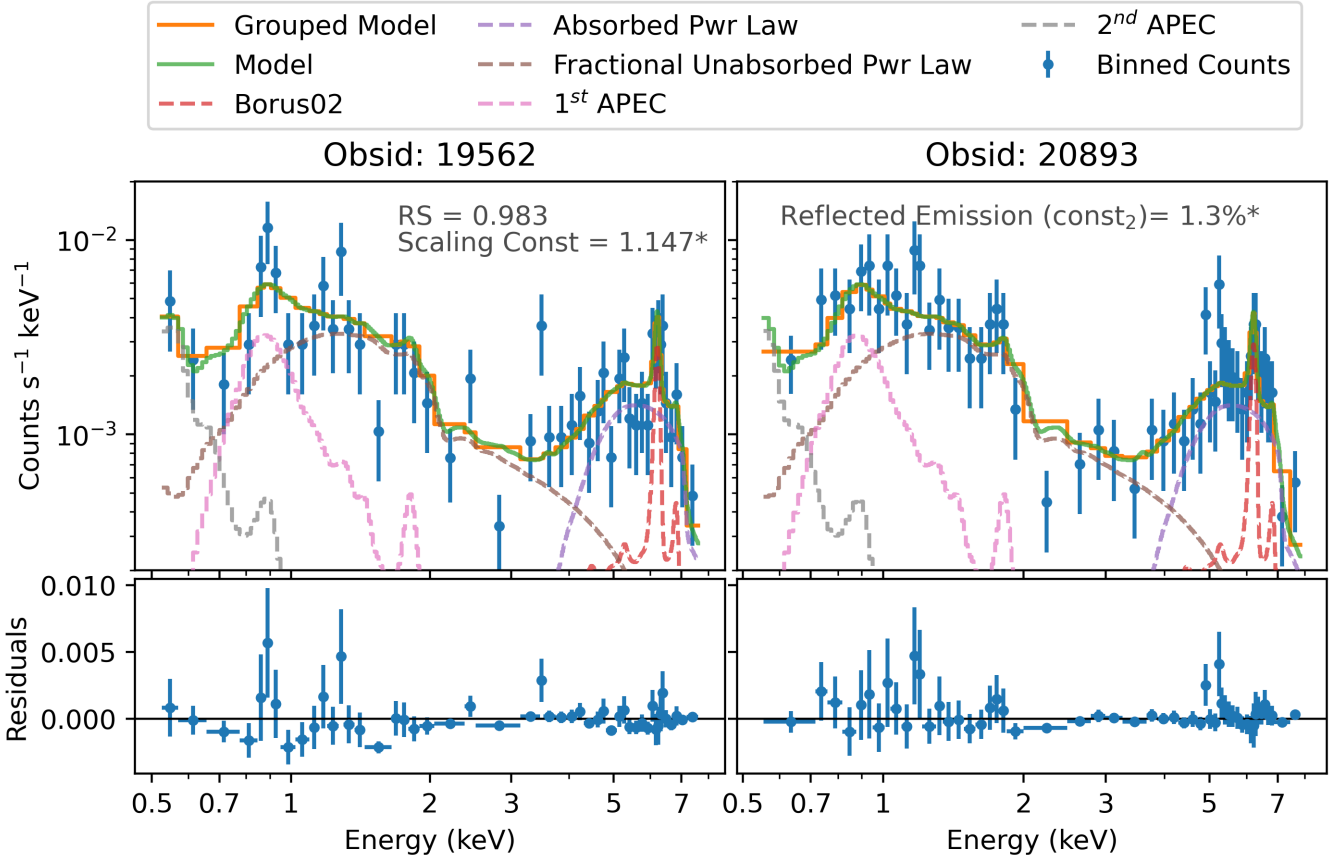 Grouped Model
Model
Borus02
Absorbed Pwr Law
Fractional Unabsorbed Pwr Law
1st APEC
2nd APEC
Binned Counts
Obsid: 19562
Obsid: 20893
RS = 0.983
Scaling Const = 1.147*
Reflected Emission (const2)= 1.3%*
10−2
10−3
Counts s−1 keV−1
0.010
0.005
0.000
Residuals
0.5 0.7 1 2 3 5 7
0.5 0.7 1 2 3 5 7
Energy (keV)
Energy (keV)